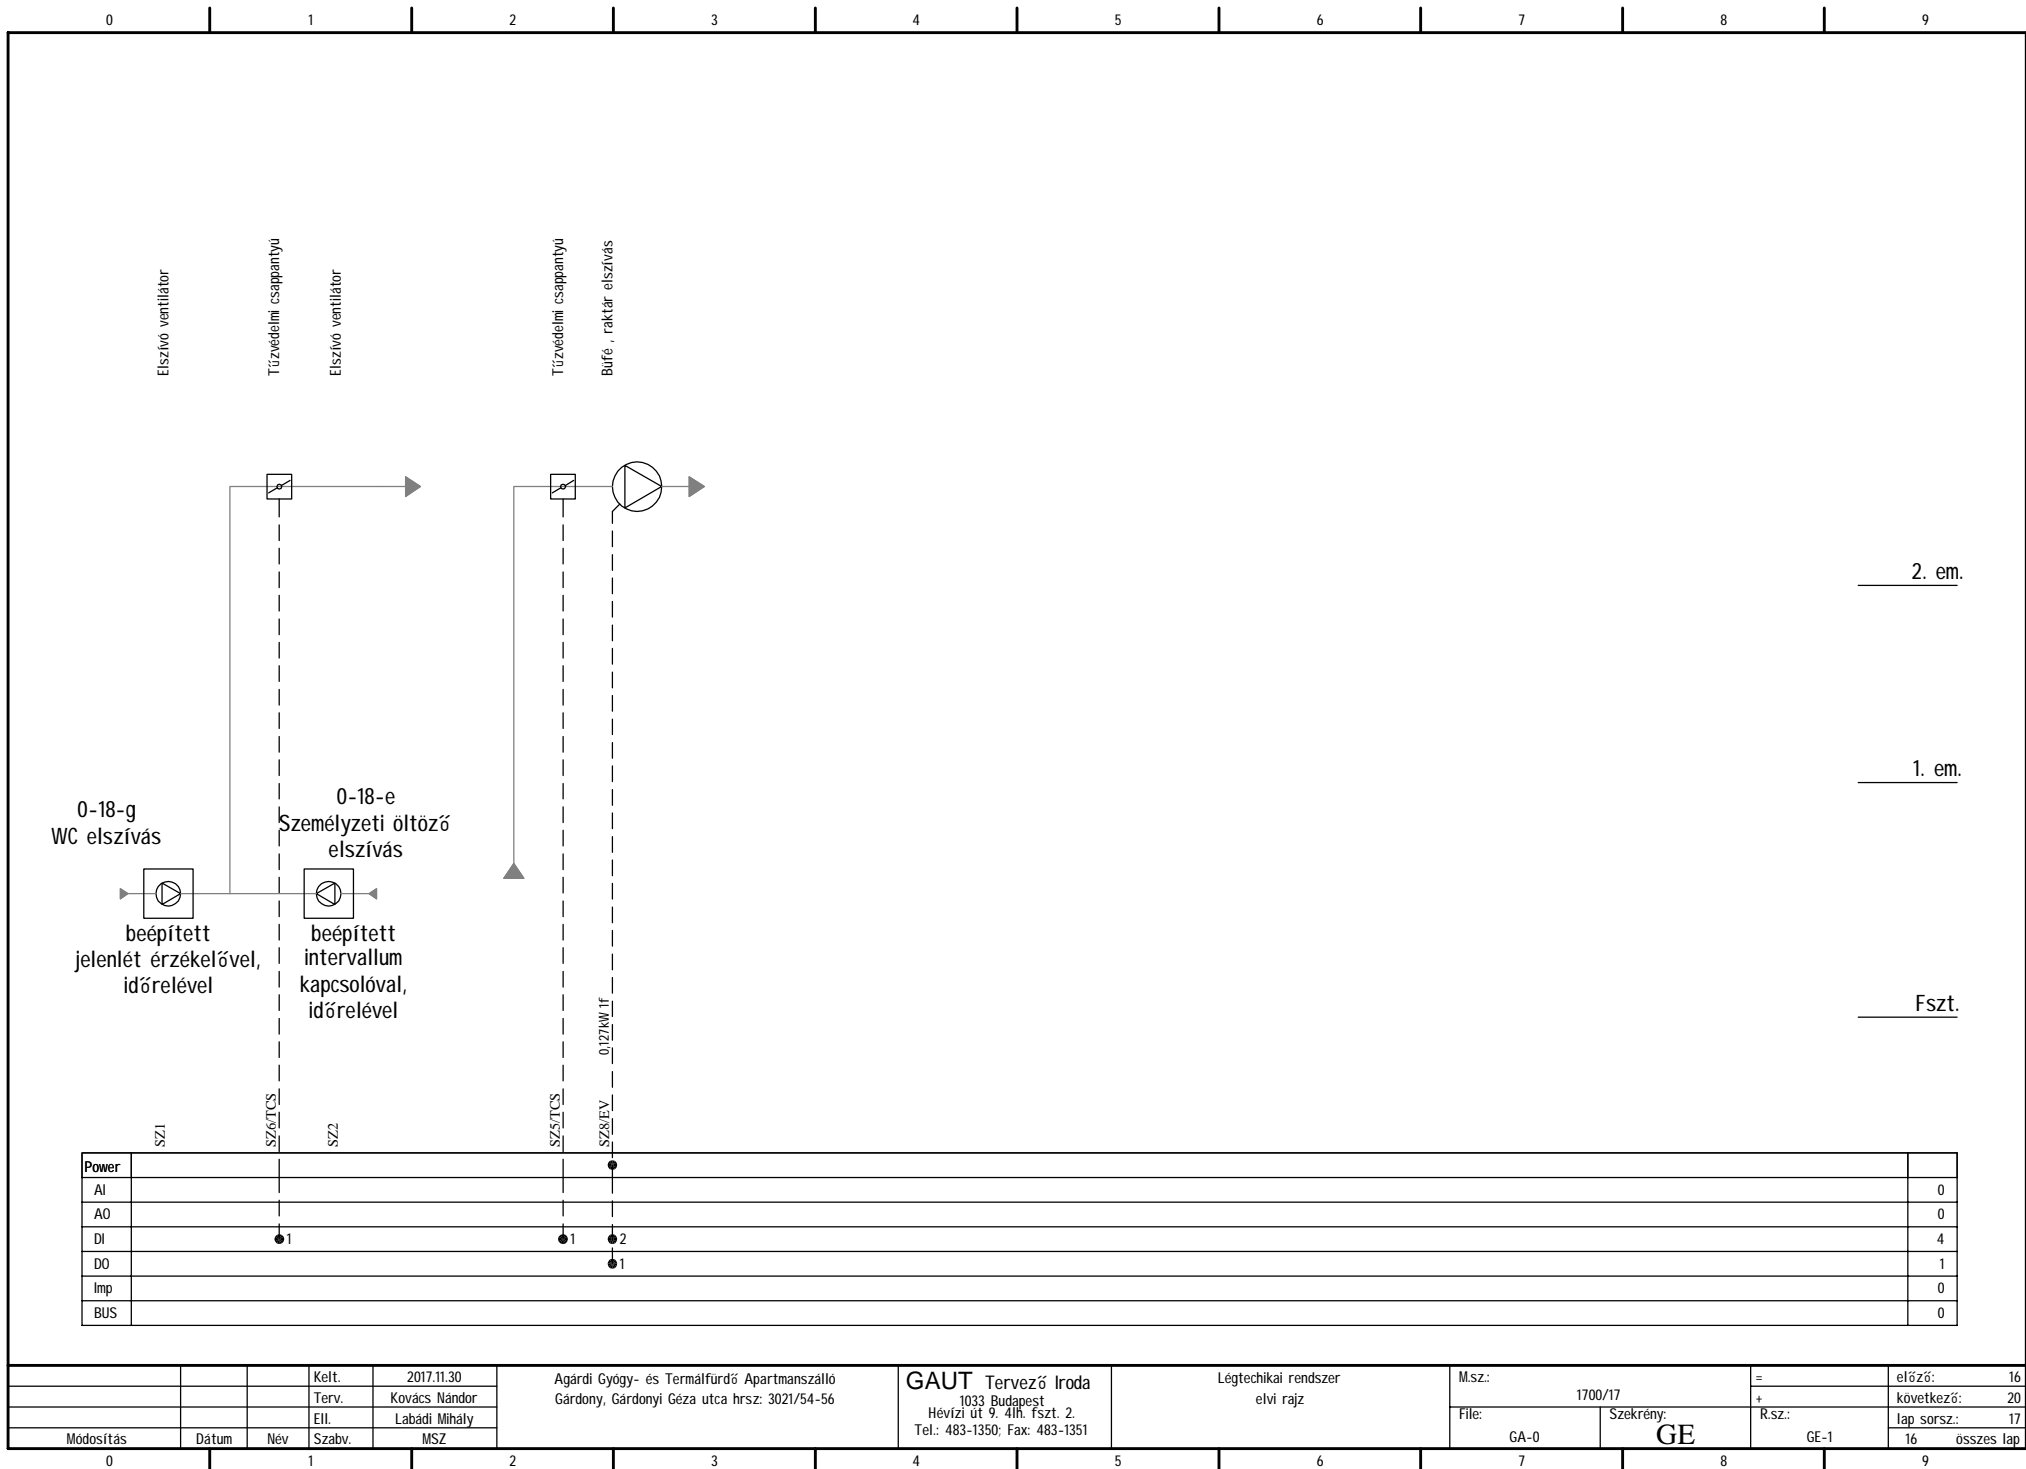 0 1 2 3 4 5 6 7 8 9
Elszívó ventilátor
Tűzvédelmi csappantyú
Elszívó ventilátor
Tűzvédelmi csappantyú
Büfé , raktár elszívás
2. em.
1. em.
0-18-g
WC elszívás
0-18-e
Személyzeti öltöző
elszívás
beépített
jelenlét érzékelővel,
időrelével
beépített
intervallum
kapcsolóval,
időrelével
Fszt.
0,127kW 1f
SZ1
SZ6/TCS
SZ2
SZ5/TCS
SZ8/EV
Power
AI 0
AO 0
DI 1 1 2 4
DO 1 1
Imp 0
BUS 0
Kelt. 2017.11.30
Terv. Kovács Nándor
Ell. Labádi Mihály
Módosítás Dátum Név Szabv. MSZ
Agárdi Gyógy- és Termálfürdő Apartmanszálló
Gárdony, Gárdonyi Géza utca hrsz: 3021/54-56
GAUT Tervező Iroda
1033 Budapest
Hévízi út 9. 4lh. fszt. 2.
Tel.: 483-1350; Fax: 483-1351
Légtechikai rendszer
elvi rajz
M.sz.:
1700/17
File:
GA-0
Szekrény:
GE
=
+
R.sz.:
GE-1
előző: 16
következő: 20
lap sorsz.: 17
16 összes lap
0 1 2 3 4 5 6 7 8 9